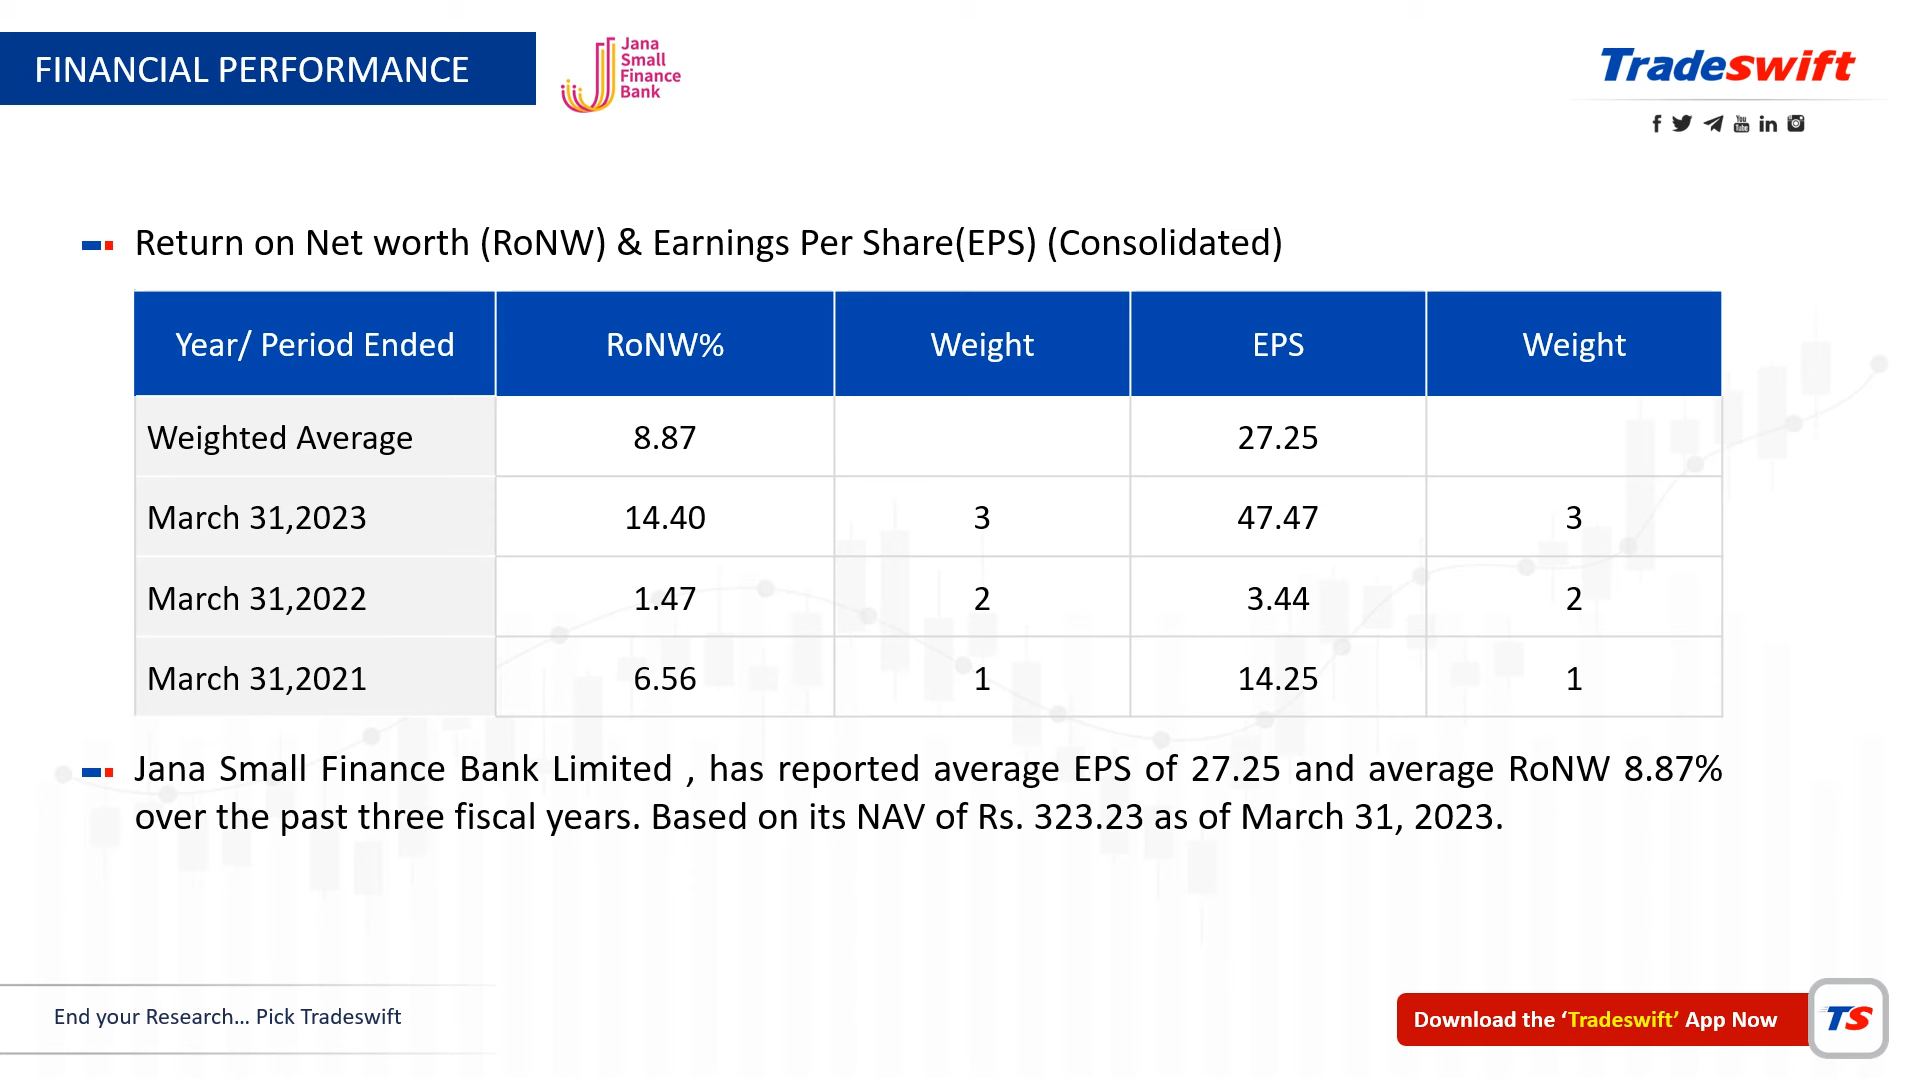 FINANCIAL PERFORMANCE
Jana
Small
Finance
Bank
Tradeswift
Return on Net worth (RoNW) & Earnings Per Share(EPS) (Consolidated)
Year/ Period Ended RoNW% Weight EPS Weight
Weighted Average 8.87 27.25
March 31,2023 14.40 3 47.47 3
March 31,2022 1.47 2 3.44 2
March 31,2021 6.56 1 14.25 1
Jana Small Finance Bank Limited , has reported average EPS of 27.25 and average RoNW 8.87%
over the past three fiscal years. Based on its NAV of Rs. 323.23 as of March 31, 2023.
End your Research... Pick Tradeswift
Download the ‘Tradeswift’ App Now
TS